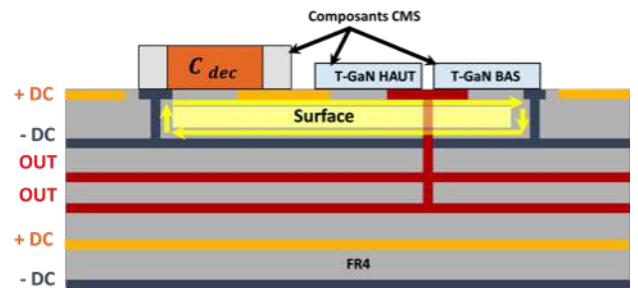 Composants CMS
C dec
T-GaN HAUT
T-GaN BAS
+ DC
Surface
- DC
OUT
OUT
+ DC
FR4
- DC